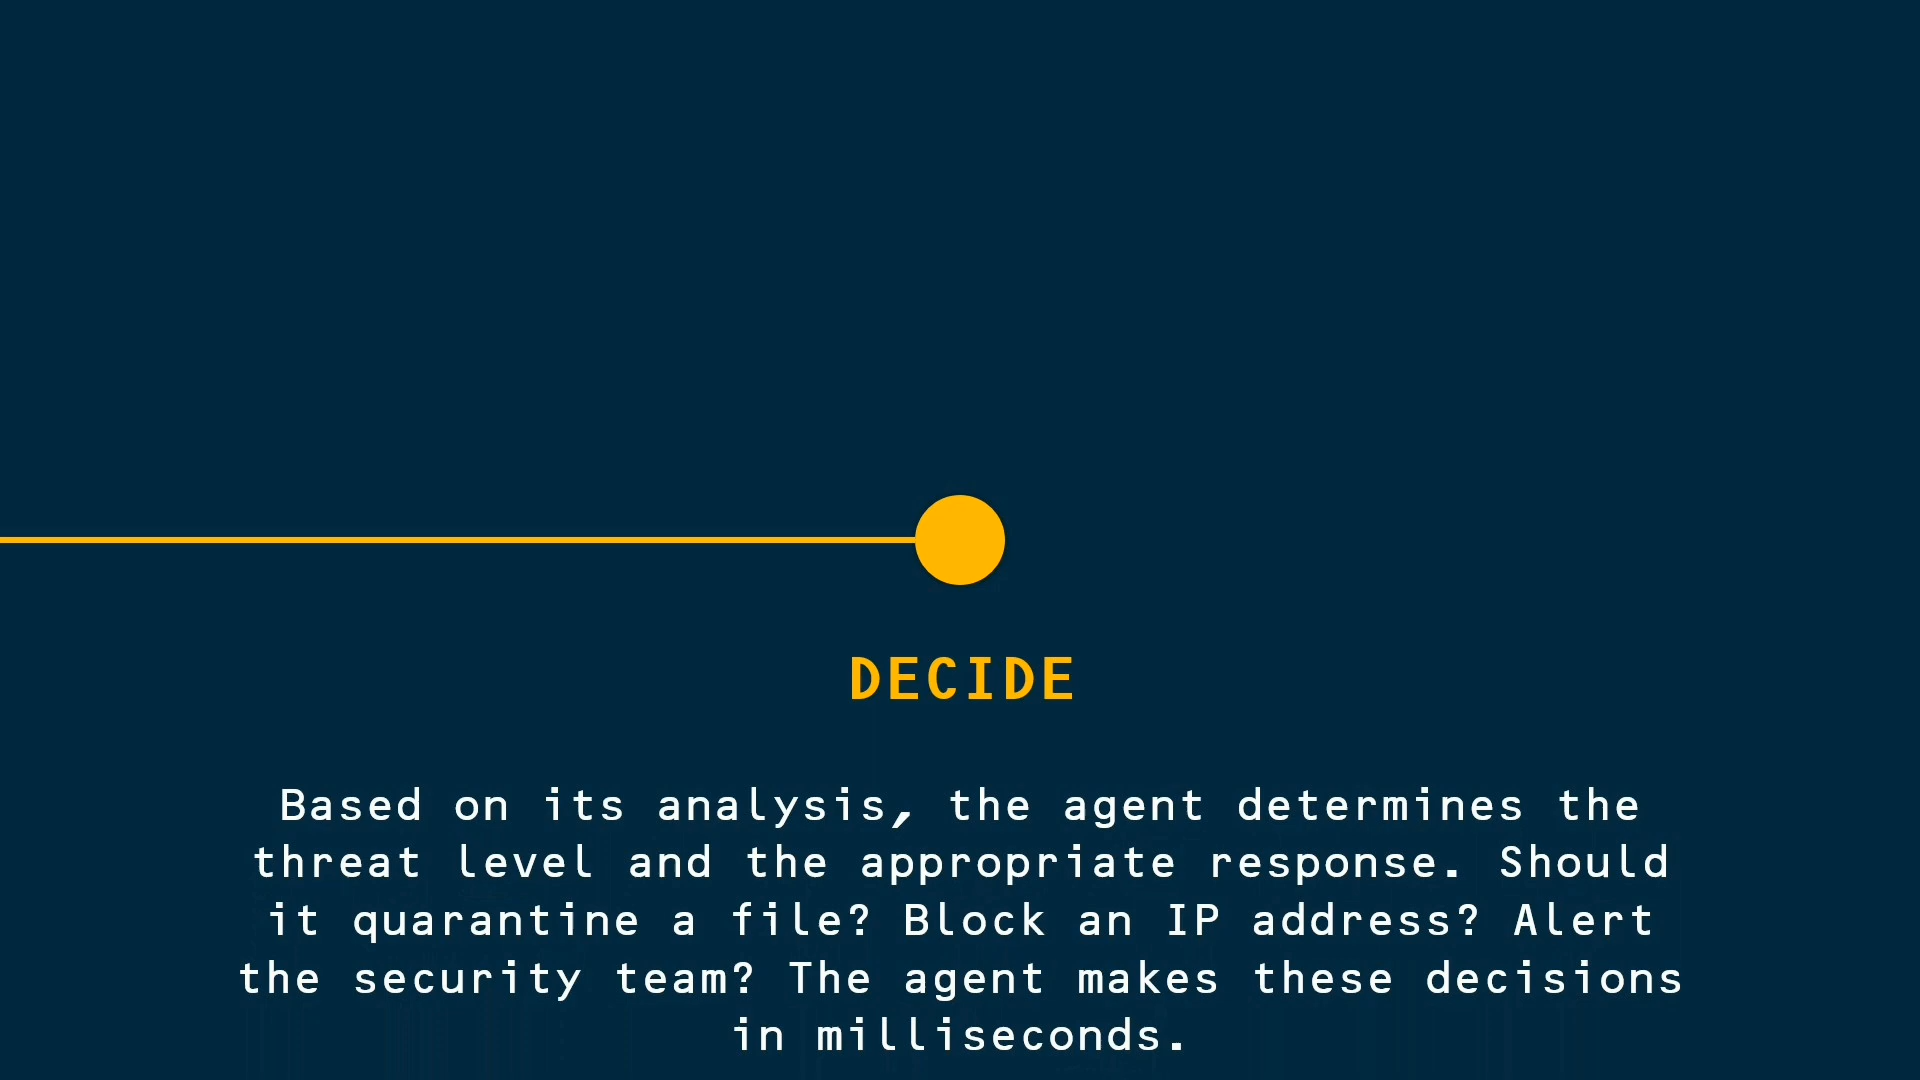 DECIDE
Based on its analysis, the agent determines the
threat level and the appropriate response. Should
it quarantine a file? Block an IP address? Alert
the security team? The agent makes these decisions
in milliseconds.